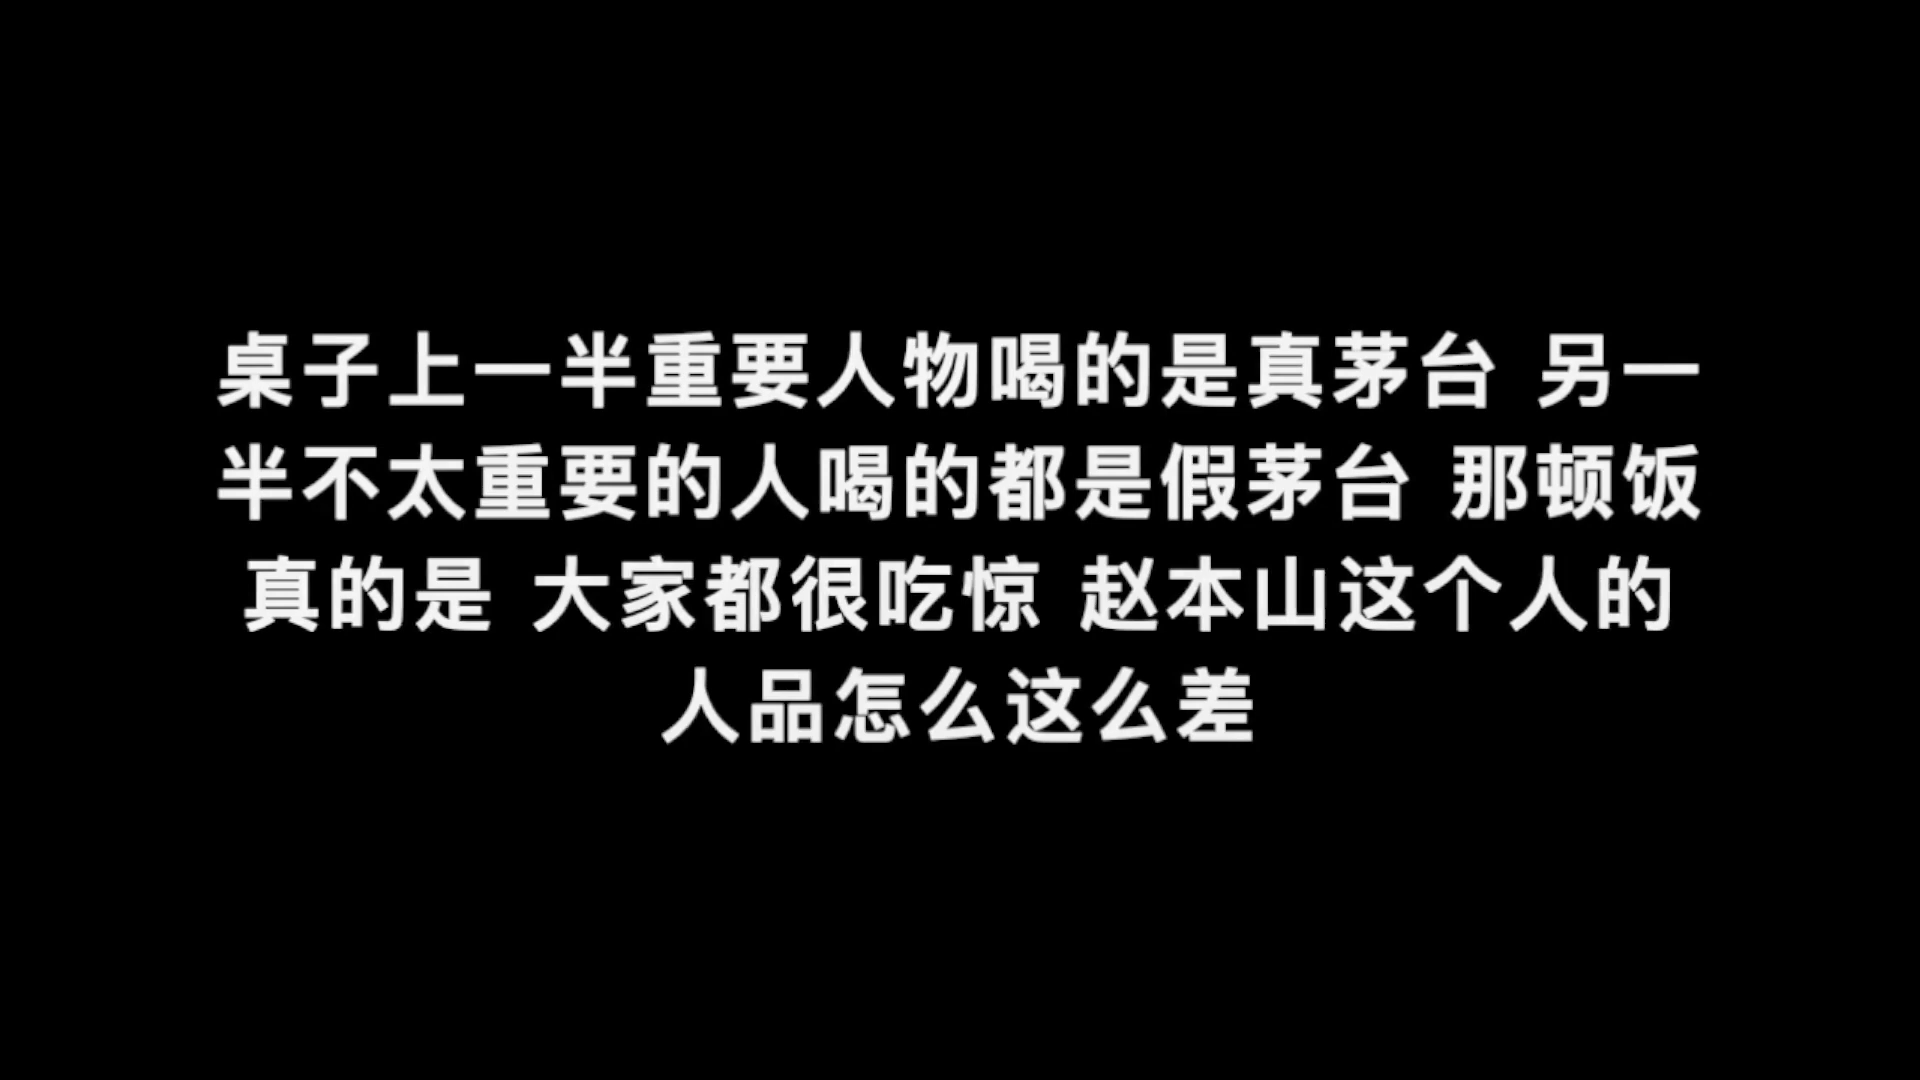 桌子上一半重要人物喝的是真茅台 另一
半不太重要的人喝的都是假茅台 那顿饭
真的是 大家都很吃惊 赵本山这个人的
人品怎么这么差